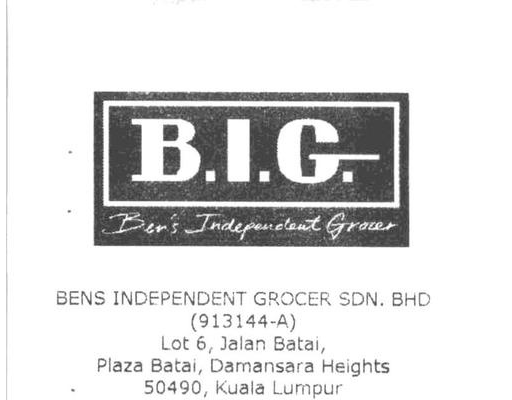 B.I.G.
Ben's Independent Grocer
BENS INDEPENDENT GROCER SDN. BHD
(913144-A)
Lot 6, Jalan Batai,
Plaza Batai, Damansara Heights
50490, Kuala Lumpur